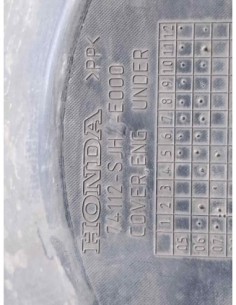 >PP<
HONDA
74112-SJH -E000
COVER,ENG UNDER
1 2 3 4 5 6 7 8 9 10 11 12
05
06
07